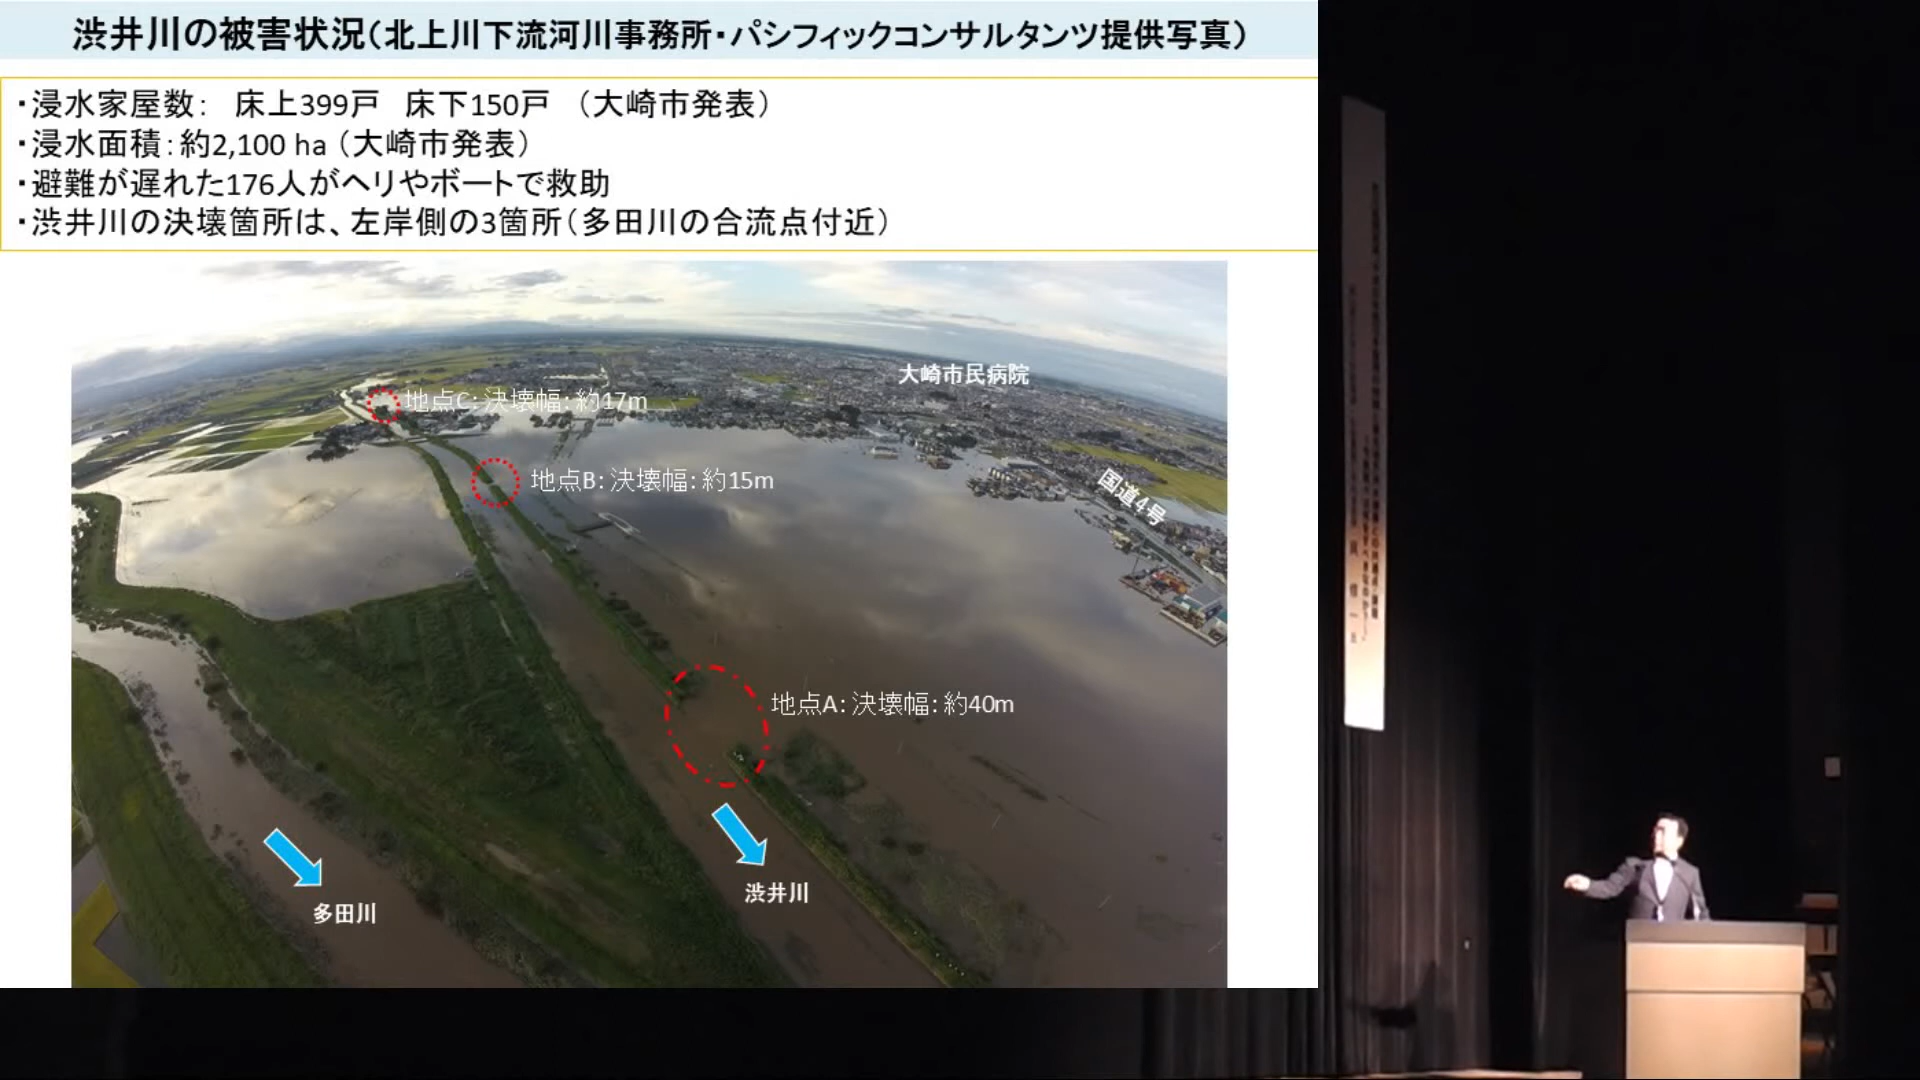 渋井川の被害状況（北上川下流河川事務所・パシフィックコンサルタンツ提供写真）
・浸水家屋数：　床上399戸　床下150戸　（大崎市発表）
・浸水面積：約2,100 ha（大崎市発表）
・避難が遅れた176人がヘリやボートで救助
・渋井川の決壊箇所は、左岸側の3箇所（多田川の合流点付近）
大崎市民病院
地点C：決壊幅：約17m
地点B：決壊幅：約15m
国道4号
地点A：決壊幅：約40m
渋井川
多田川